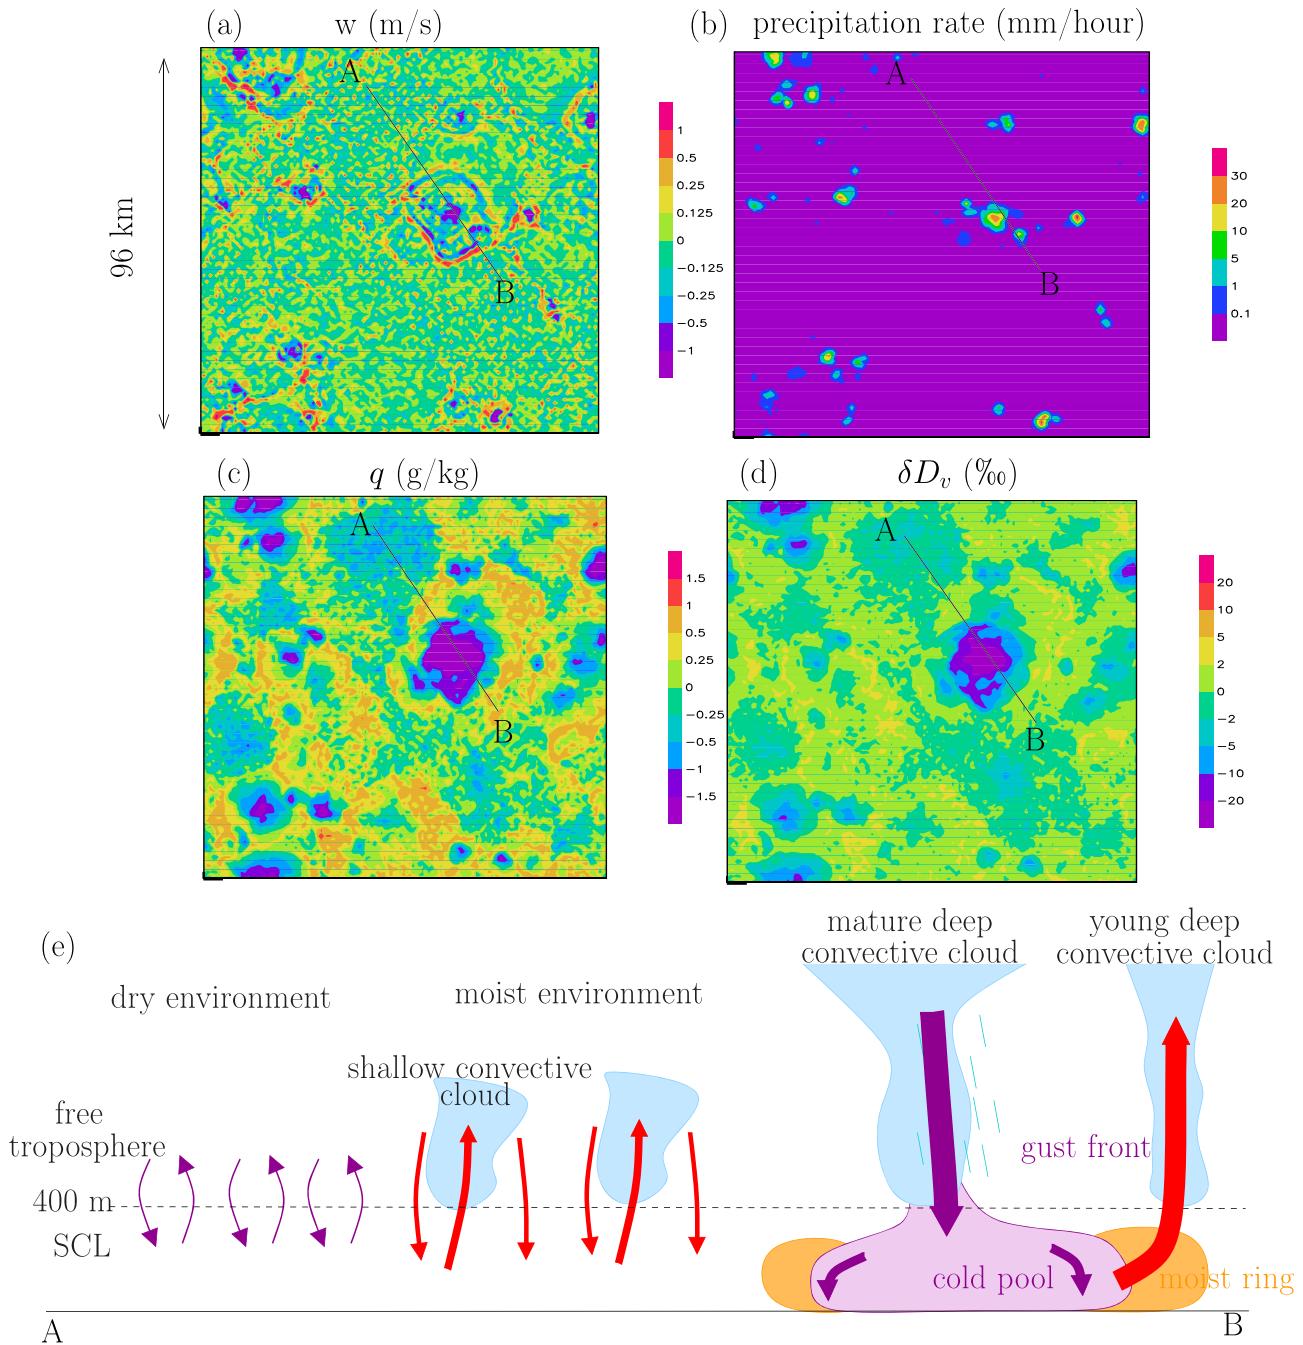 (a)
w (m/s)
(b)
precipitation rate (mm/hour)
A
B
96 km
1
0.5
0.25
0.125
0
−0.125
−0.25
−0.5
−1
A
B
30
20
10
5
1
0.1
(c)
q (g/kg)
(d)
δDv (‰)
A
B
1.5
1
0.5
0.25
0
−0.25
−0.5
−1
−1.5
A
B
20
10
5
2
0
−2
−5
−10
−20
(e)
dry environment
moist environment
mature deep
convective cloud
young deep
convective cloud
shallow convective
cloud
free
troposphere
gust front
400 m
SCL
cold pool
moist ring
A
B